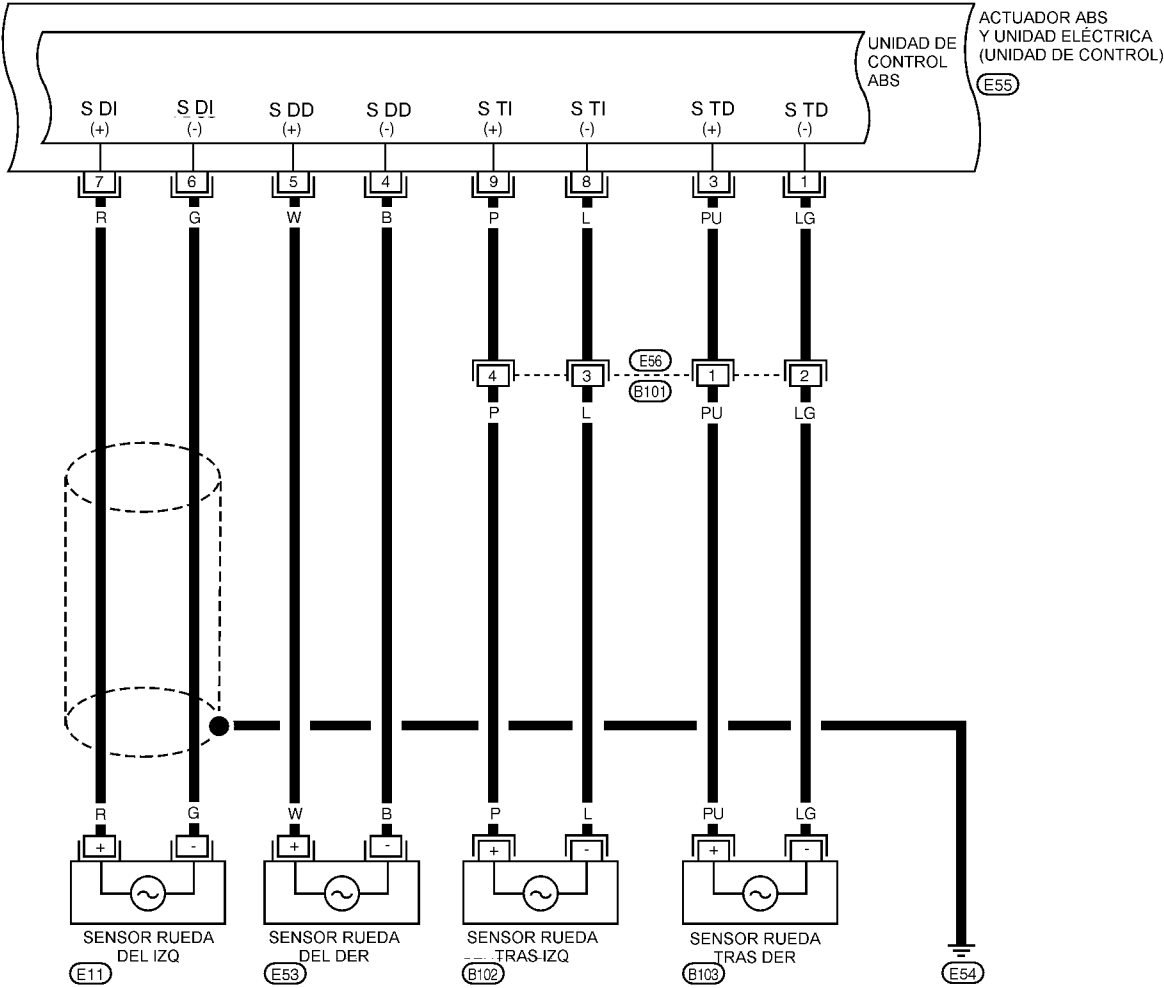 ACTUADOR ABS
Y UNIDAD ELÉCTRICA
(UNIDAD DE CONTROL)
E55
UNIDAD DE
CONTROL
ABS
S DI S DI S DD S DD S TI S TI S TD S TD
(+) (-) (+) (-) (+) (-) (+) (-)
7 6 5 4 9 8 3 1
R G W B P L PU LG
E56
4 3 1 2
B101
P L PU LG
R G W B P L PU LG
+ - + - + - + -
SENSOR RUEDA
DEL IZQ
E11
SENSOR RUEDA
DEL DER
E53
SENSOR RUEDA
TRAS IZQ
B102
SENSOR RUEDA
TRAS DER
B103
E54